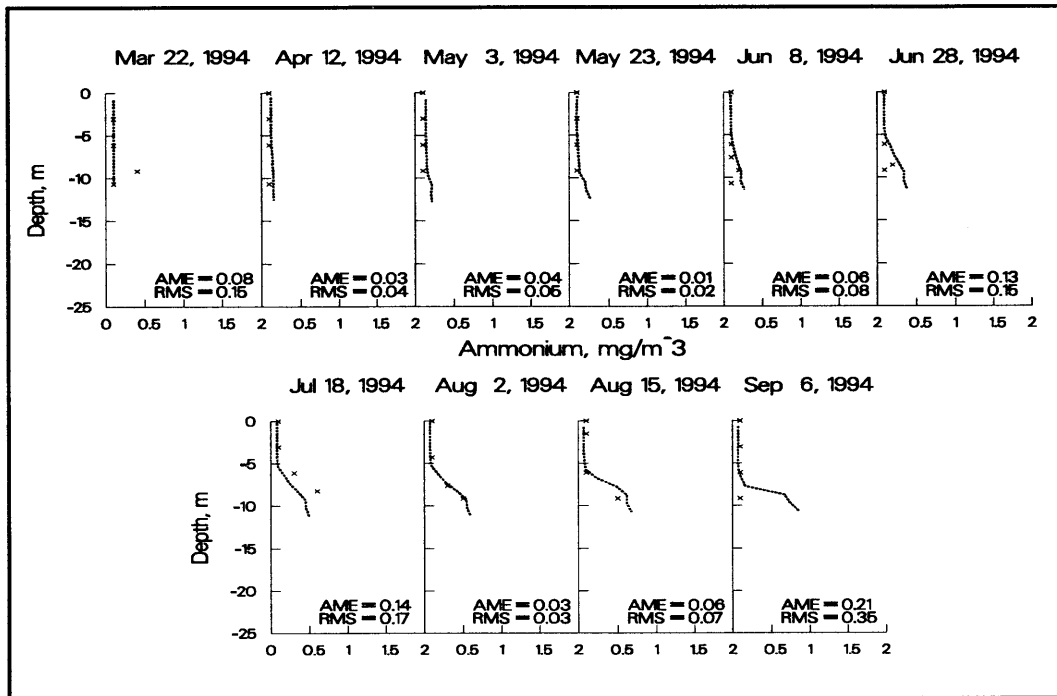 Mar 22, 1994 Apr 12, 1994 May 3, 1994 May 23, 1994 Jun 8, 1994 Jun 28, 1994
0
-5
-10
-15
-20
-25
Depth, m
AME = 0.08 AME = 0.03 AME = 0.04 AME = 0.01 AME = 0.06 AME = 0.13
RMS = 0.15 RMS = 0.04 RMS = 0.05 RMS = 0.02 RMS = 0.08 RMS = 0.15
0 0.5 1 1.5 2 0.5 1 1.5 2 0.5 1 1.5 2 0.5 1 1.5 2 0.5 1 1.5 2 0.5 1 1.5 2
Ammonium, mg/m^3
Jul 18, 1994 Aug 2, 1994 Aug 15, 1994 Sep 6, 1994
0
-5
-10
-15
-20
-25
Depth, m
AME = 0.14 AME = 0.03 AME = 0.06 AME = 0.21
RMS = 0.17 RMS = 0.03 RMS = 0.07 RMS = 0.35
0 0.5 1 1.5 2 0.5 1 1.5 2 0.5 1 1.5 2 0.5 1 1.5 2